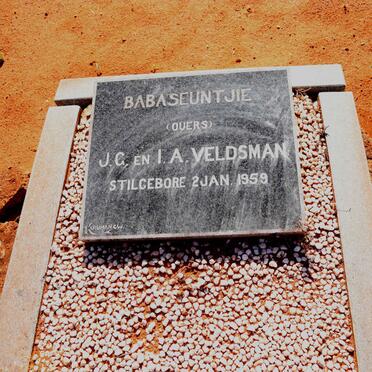 BABASEUNTJIE
(OUERS)
J.C. EN I.A. VELDSMAN
STILGEBORE 2 JAN. 1959